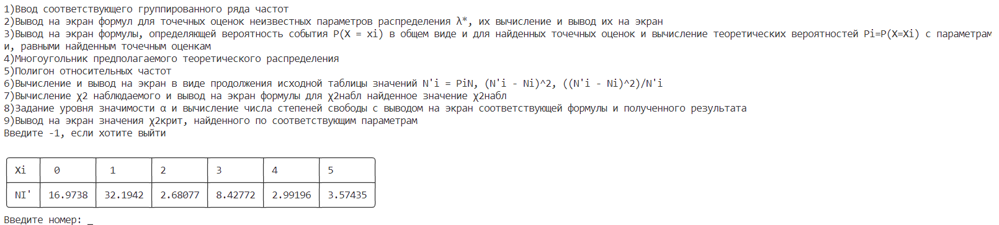 1)Ввод соответствующего группированного ряда частот
2)Вывод на экран формул для точечных оценок неизвестных параметров распределения λ*, их вычисление и вывод их на экран
3)Вывод на экран формулы, определяющей вероятность события P(X = xi) в общем виде и для найденных точечных оценок и вычисление теоретических вероятностей Pi=P(X=Xi) с параметрам
и, равными найденным точечным оценкам
4)Многоугольник предполагаемого теоретического распределения
5)Полигон относительных частот
6)Вычисление и вывод на экран в виде продолжения исходной таблицы значений N'i = PiN, (N'i - Ni)^2, ((N'i - Ni)^2)/N'i
7)Вычисление χ2 наблюдаемого и вывод на экран формулы для χ2набл найденное значение χ2набл
8)Задание уровня значимости α и вычисление числа степеней свободы с выводом на экран соответствующей формулы и полученного результата
9)Вывод на экран значения χ2крит, найденного по соответствующим параметрам
Введите -1, если хотите выйти
Xi 0 1 2 3 4 5
NI' 16.9738 32.1942 2.68077 8.42772 2.99196 3.57435
Введите номер: _